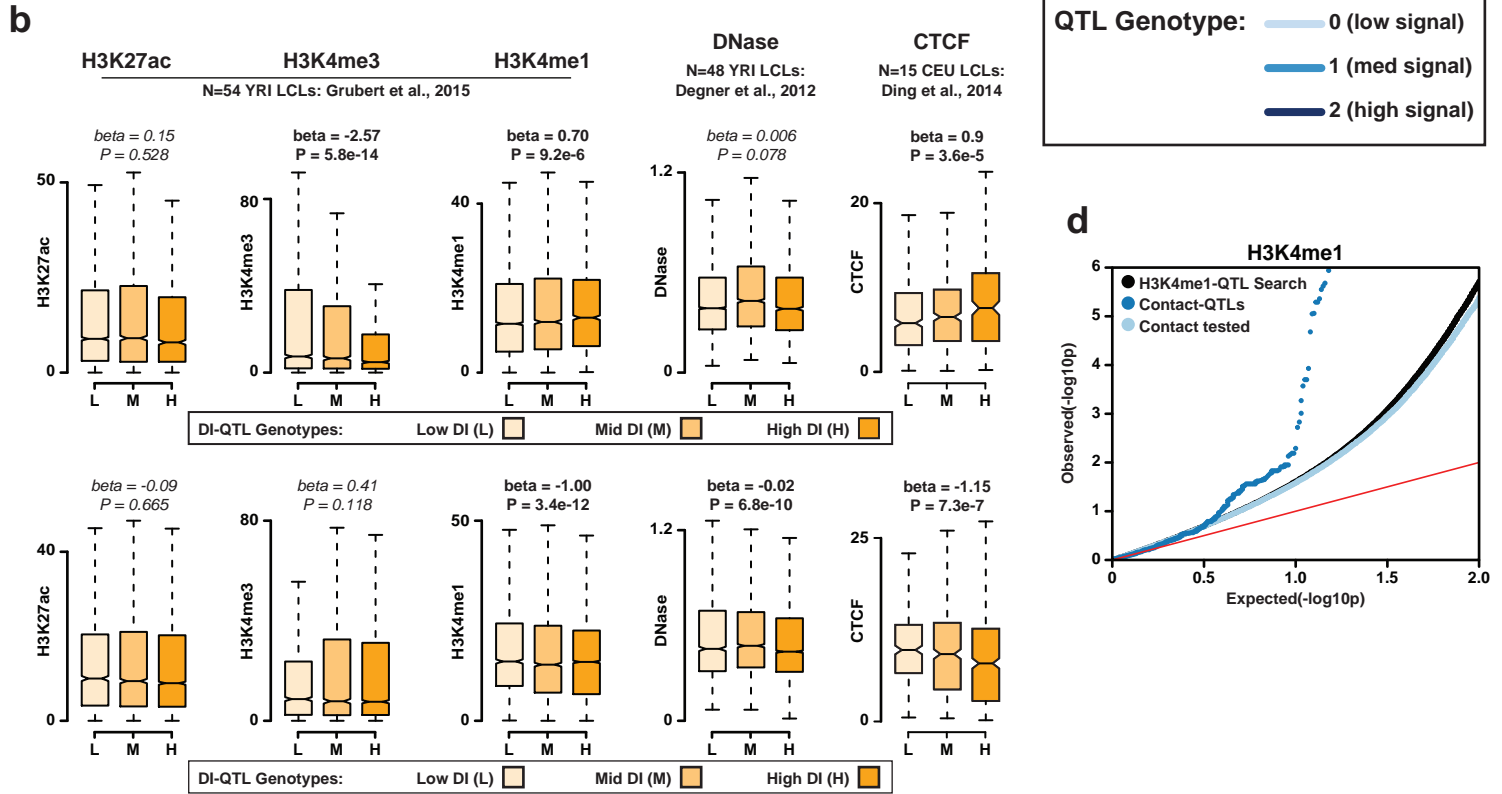 b
H3K27ac
H3K4me3
H3K4me1
N=54 YRI LCLs: Grubert et al., 2015
DNase
N=48 YRI LCLs:
Degner et al., 2012
CTCF
N=15 CEU LCLs:
Ding et al., 2014
QTL Genotype:
0 (low signal)
1 (med signal)
2 (high signal)
beta = 0.15
P = 0.528
beta = -2.57
P = 5.8e-14
beta = 0.70
P = 9.2e-6
beta = 0.006
P = 0.078
beta = 0.9
P = 3.6e-5
H3K27ac
50
0
L M H
H3K4me3
80
0
L M H
H3K4me1
40
0
L M H
DNase
1.2
0
L M H
CTCF
20
0
L M H
DI-QTL Genotypes: Low DI (L) Mid DI (M) High DI (H)
beta = -0.09
P = 0.665
beta = 0.41
P = 0.118
beta = -1.00
P = 3.4e-12
beta = -0.02
P = 6.8e-10
beta = -1.15
P = 7.3e-7
H3K27ac
40
0
L M H
H3K4me3
80
0
L M H
H3K4me1
50
0
L M H
DNase
1.2
0
L M H
CTCF
25
0
L M H
DI-QTL Genotypes: Low DI (L) Mid DI (M) High DI (H)
d
H3K4me1
H3K4me1-QTL Search
Contact-QTLs
Contact tested
Observed(-log10p)
6
5
4
3
2
1
0
0 0.5 1.0 1.5 2.0
Expected(-log10p)